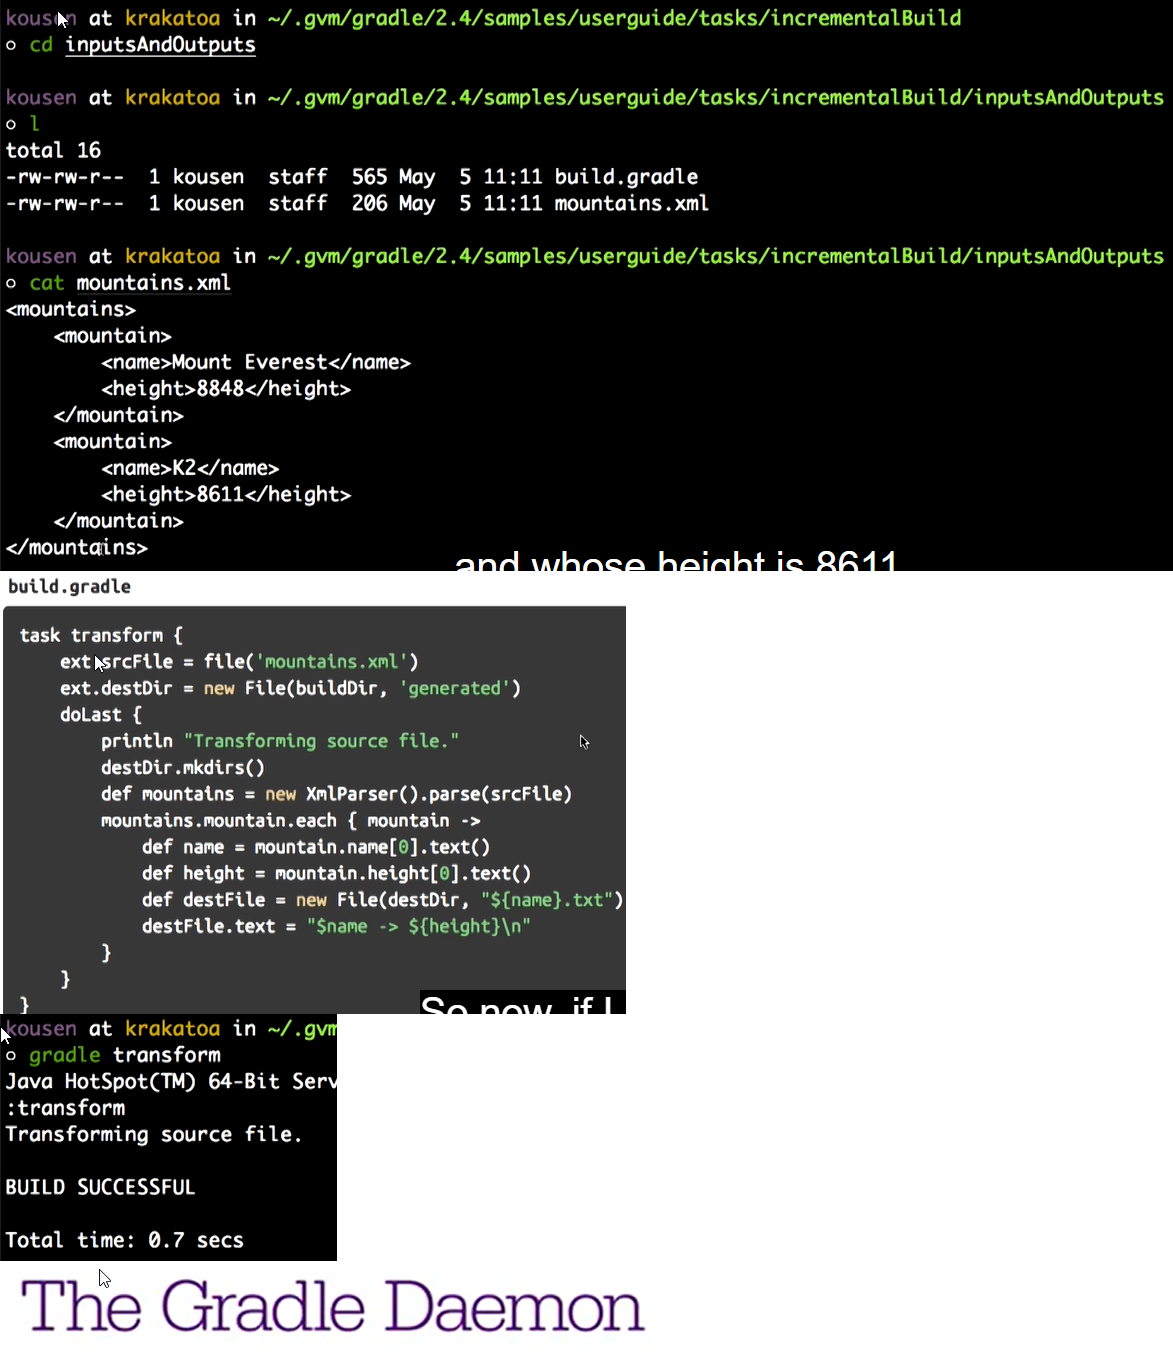 kousen at krakatoa in ~/.gvm/gradle/2.4/samples/userguide/tasks/incrementalBuild
○ cd inputsAndOutputs
kousen at krakatoa in ~/.gvm/gradle/2.4/samples/userguide/tasks/incrementalBuild/inputsAndOutputs
○ l
total 16
-rw-rw-r--  1 kousen  staff  565 May  5 11:11 build.gradle
-rw-rw-r--  1 kousen  staff  206 May  5 11:11 mountains.xml
kousen at krakatoa in ~/.gvm/gradle/2.4/samples/userguide/tasks/incrementalBuild/inputsAndOutputs
○ cat mountains.xml
<mountains>
    <mountain>
        <name>Mount Everest</name>
        <height>8848</height>
    </mountain>
    <mountain>
        <name>K2</name>
        <height>8611</height>
    </mountain>
</mountains>
and whose height is 8611
build.gradle
task transform {
    ext.srcFile = file('mountains.xml')
    ext.destDir = new File(buildDir, 'generated')
    doLast {
        println "Transforming source file."
        destDir.mkdirs()
        def mountains = new XmlParser().parse(srcFile)
        mountains.mountain.each { mountain ->
            def name = mountain.name[0].text()
            def height = mountain.height[0].text()
            def destFile = new File(destDir, "${name}.txt")
            destFile.text = "$name -> ${height}\n"
        }
    }
}
So now, if I
kousen at krakatoa in ~/.gvm
○ gradle transform
Java HotSpot(TM) 64-Bit Serv
:transform
Transforming source file.
BUILD SUCCESSFUL
Total time: 0.7 secs
The Gradle Daemon